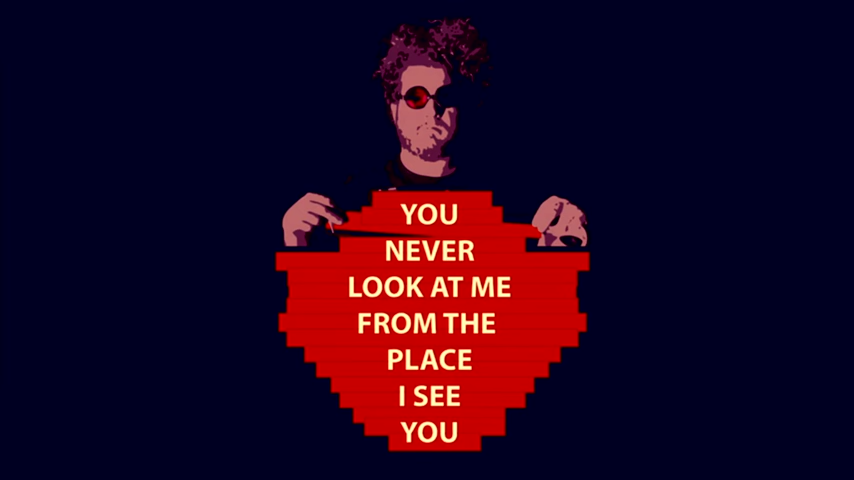 YOU
NEVER
LOOK AT ME
FROM THE
PLACE
I SEE
YOU